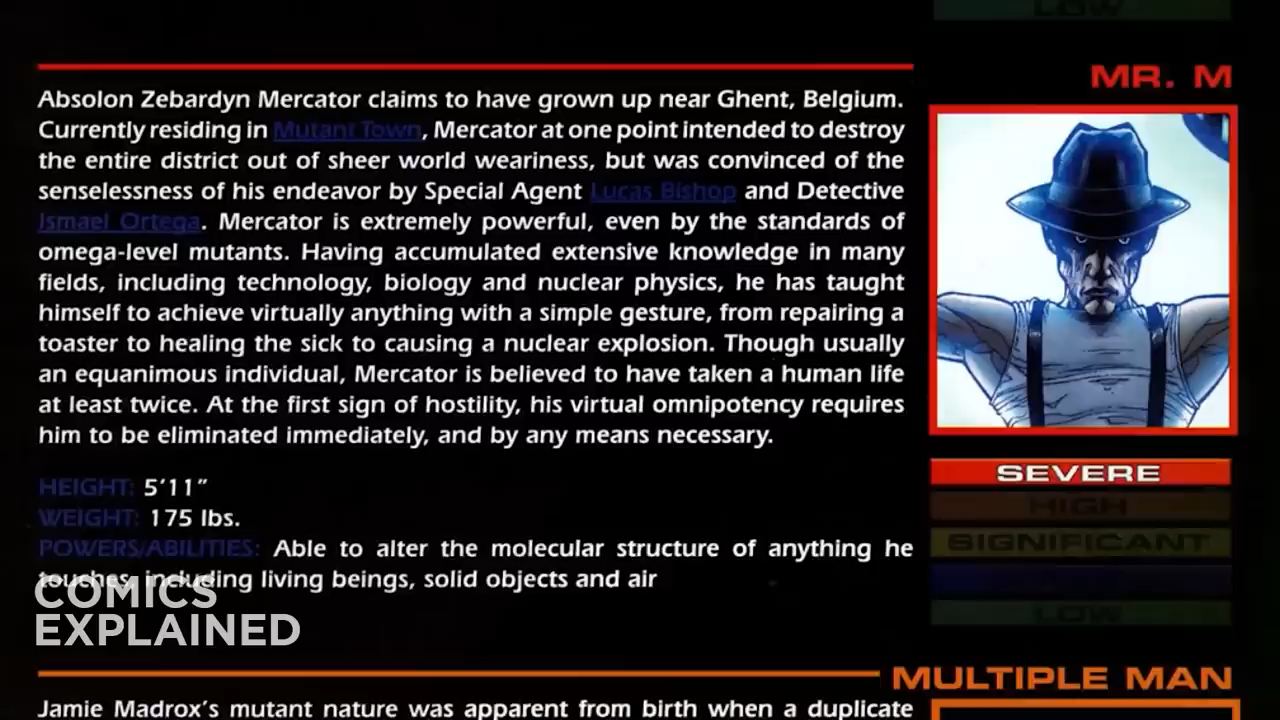 LOW
MR. M
Absolon Zebardyn Mercator claims to have grown up near Ghent, Belgium.
Currently residing in Mutant Town, Mercator at one point intended to destroy
the entire district out of sheer world weariness, but was convinced of the
senselessness of his endeavor by Special Agent Lucas Bishop and Detective
Ismael Ortega. Mercator is extremely powerful, even by the standards of
omega-level mutants. Having accumulated extensive knowledge in many
fields, including technology, biology and nuclear physics, he has taught
himself to achieve virtually anything with a simple gesture, from repairing a
toaster to healing the sick to causing a nuclear explosion. Though usually
an equanimous individual, Mercator is believed to have taken a human life
at least twice. At the first sign of hostility, his virtual omnipotency requires
him to be eliminated immediately, and by any means necessary.
HEIGHT: 5'11"
WEIGHT: 175 lbs.
POWERS/ABILITIES: Able to alter the molecular structure of anything he
touches, including living beings, solid objects and air
SEVERE
HIGH
SIGNIFICANT
LOW
COMICS
EXPLAINED
MULTIPLE MAN
Jamie Madrox's mutant nature was apparent from birth when a duplicate